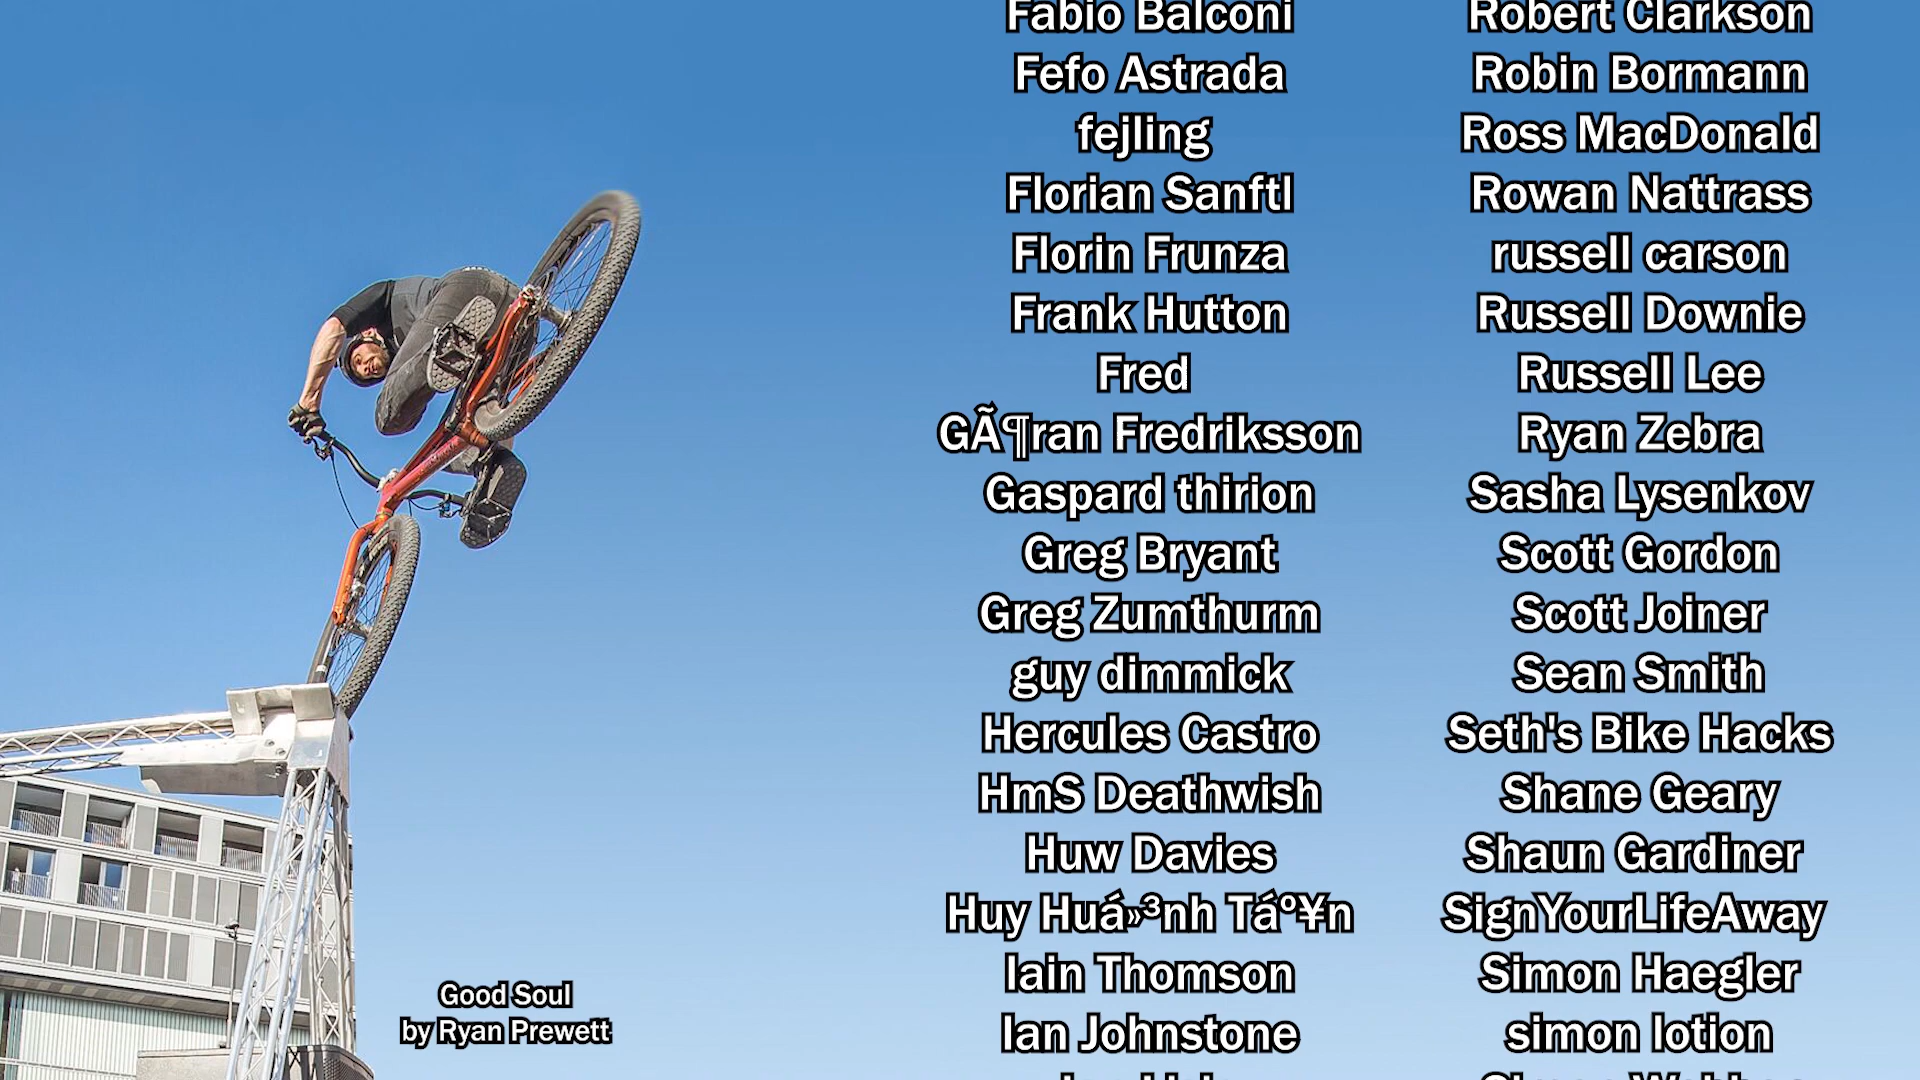 Fabio Balconi
Fefo Astrada
fejling
Florian Sanftl
Florin Frunza
Frank Hutton
Fred
GÃ¶ran Fredriksson
Gaspard thirion
Greg Bryant
Greg Zumthurm
guy dimmick
Hercules Castro
HmS Deathwish
Huw Davies
Huy Huá»³nh Táº¥n
Iain Thomson
Ian Johnstone
Robert Clarkson
Robin Bormann
Ross MacDonald
Rowan Nattrass
russell carson
Russell Downie
Russell Lee
Ryan Zebra
Sasha Lysenkov
Scott Gordon
Scott Joiner
Sean Smith
Seth's Bike Hacks
Shane Geary
Shaun Gardiner
SignYourLifeAway
Simon Haegler
simon lotion
Good Soul
by Ryan Prewett